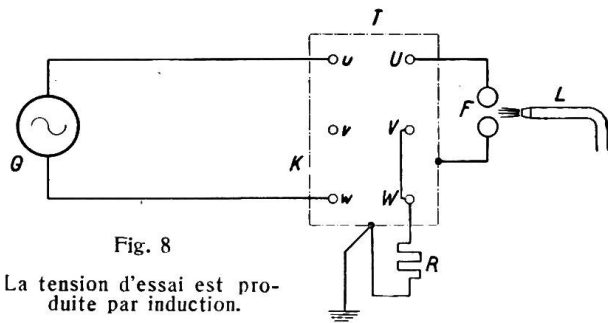 T
u U
F L
v V
K
Q
w W
R
Fig. 8
La tension d'essai est pro-
duite par induction.